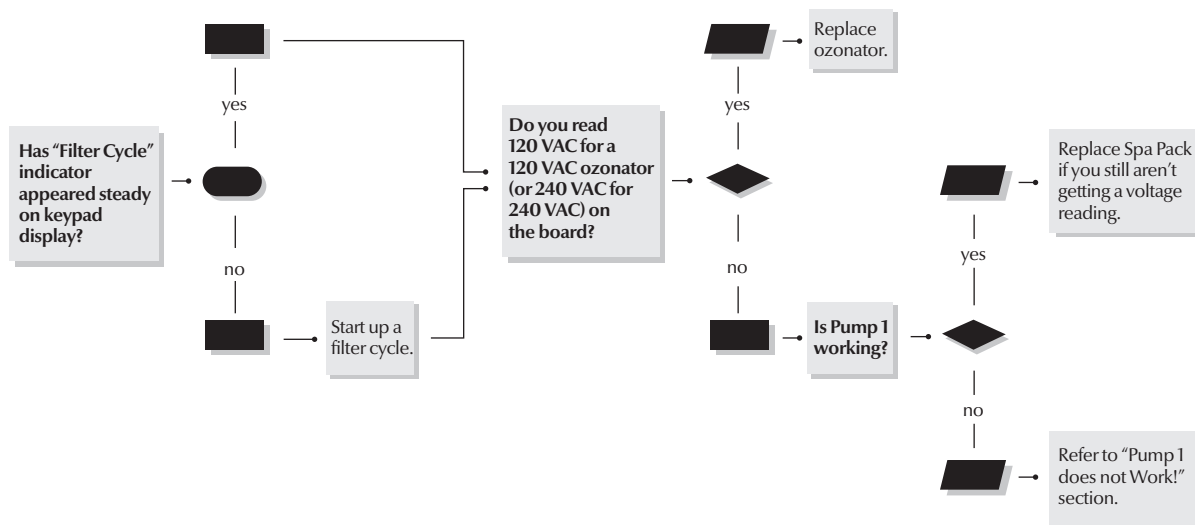 Has “Filter Cycle”
indicator
appeared steady
on keypad
display?
yes
no
Start up a
filter cycle.
Do you read
120 VAC for a
120 VAC ozonator
(or 240 VAC for
240 VAC) on
the board?
yes
Replace
ozonator.
no
Is Pump 1
working?
yes
Replace Spa Pack
if you still aren’t
getting a voltage
reading.
no
Refer to “Pump 1
does not Work!”
section.